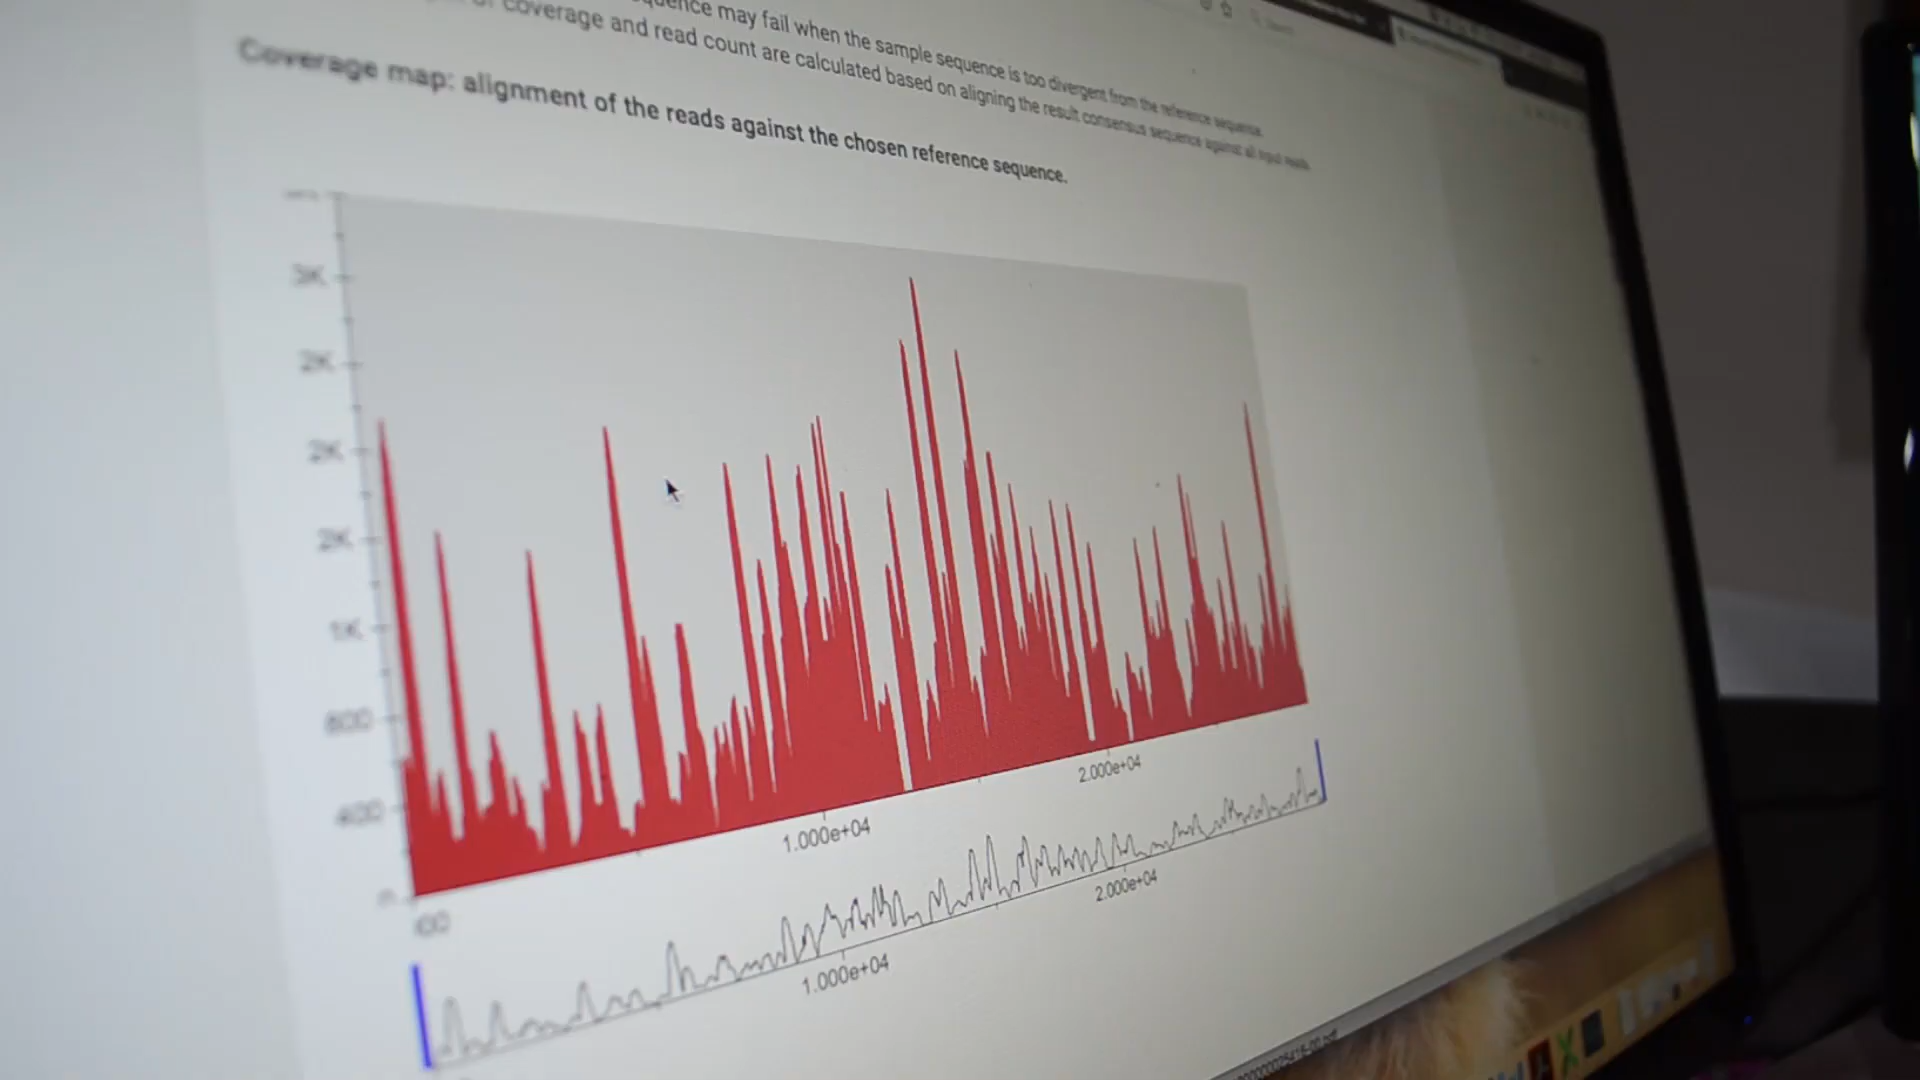 may fail when the sample sequence is too divergent from the reference sequence.
coverage and read count are calculated based on aligning the result consensus sequence against all input reads.
Coverage map: alignment of the reads against the chosen reference sequence.
3K
2K
2K
2K
1K
800
400
0
1.000e+04
2.000e+04
1.000e+04
2.000e+04